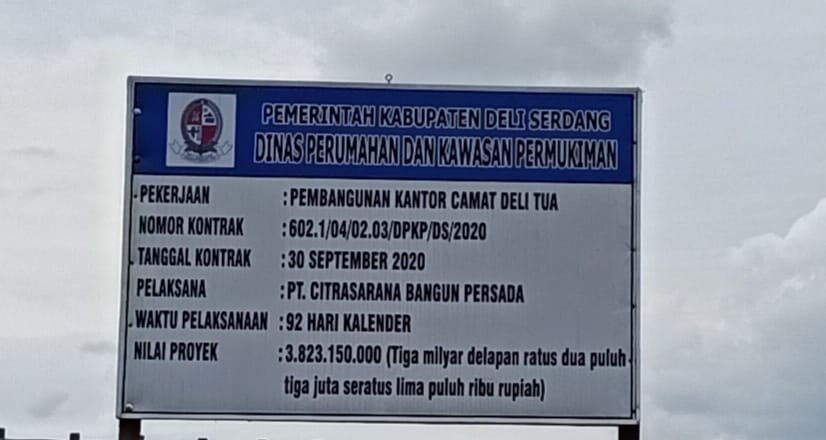 PEMERINTAH KABUPATEN DELI SERDANG
DINAS PERUMAHAN DAN KAWASAN PERMUKIMAN
PEKERJAAN : PEMBANGUNAN KANTOR CAMAT DELI TUA
NOMOR KONTRAK : 602.1/04/02.03/DPKP/DS/2020
TANGGAL KONTRAK : 30 SEPTEMBER 2020
PELAKSANA : PT. CITRASARANA BANGUN PERSADA
WAKTU PELAKSANAAN : 92 HARI KALENDER
NILAI PROYEK : 3.823.150.000 (Tiga milyar delapan ratus dua puluh
tiga juta seratus lima puluh ribu rupiah)